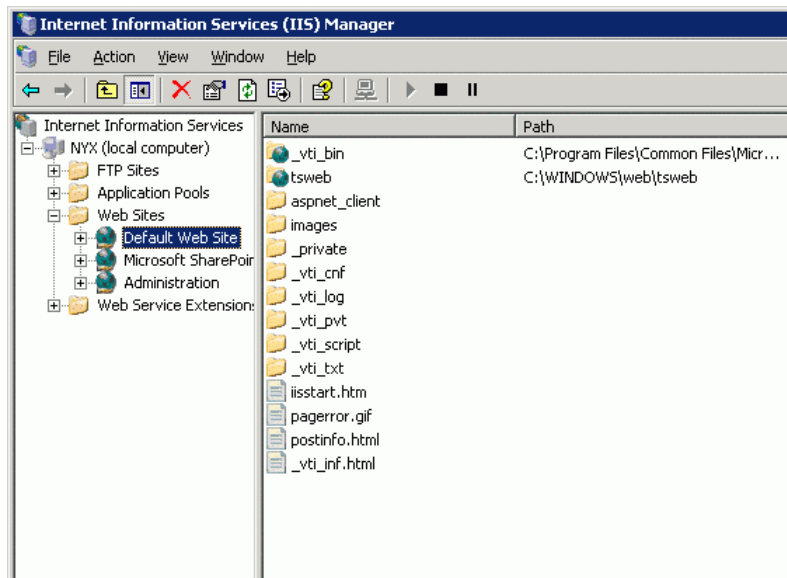 Internet Information Services (IIS) Manager
File Action View Window Help
Internet Information Services
NYX (local computer)
FTP Sites
Application Pools
Web Sites
Default Web Site
Microsoft SharePoir
Administration
Web Service Extension:
Name Path
_vti_bin C:\Program Files\Common Files\Micr...
tsweb C:\WINDOWS\web\tsweb
aspnet_client
images
_private
_vti_cnf
_vti_log
_vti_pvt
_vti_script
_vti_txt
iisstart.htm
pagerror.gif
postinfo.html
_vti_inf.html